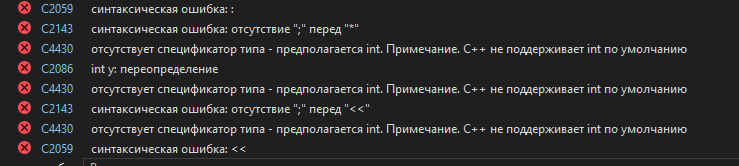 C2059 синтаксическая ошибка: :
C2143 синтаксическая ошибка: отсутствие ";" перед "*"
C4430 отсутствует спецификатор типа - предполагается int. Примечание. C++ не поддерживает int по умолчанию
C2086 int y: переопределение
C4430 отсутствует спецификатор типа - предполагается int. Примечание. C++ не поддерживает int по умолчанию
C2143 синтаксическая ошибка: отсутствие ";" перед "<<"
C4430 отсутствует спецификатор типа - предполагается int. Примечание. C++ не поддерживает int по умолчанию
C2059 синтаксическая ошибка: <<